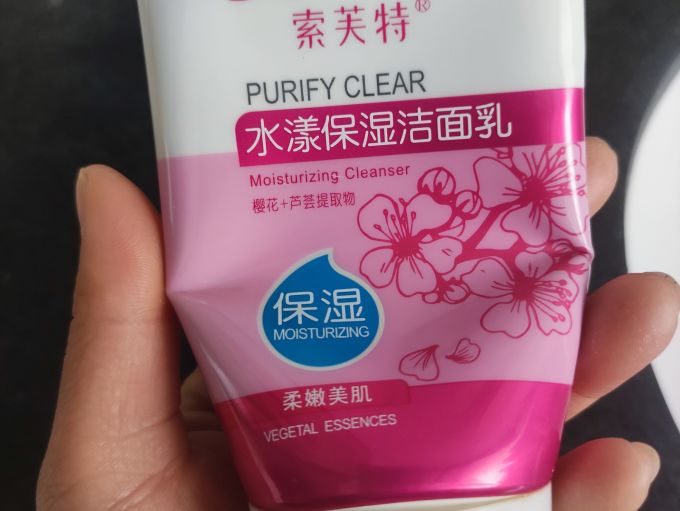 索芙特®
PURIFY CLEAR
水漾保湿洁面乳
Moisturizing Cleanser
樱花+芦荟提取物
保湿
MOISTURIZING
柔嫩美肌
VEGETAL ESSENCES